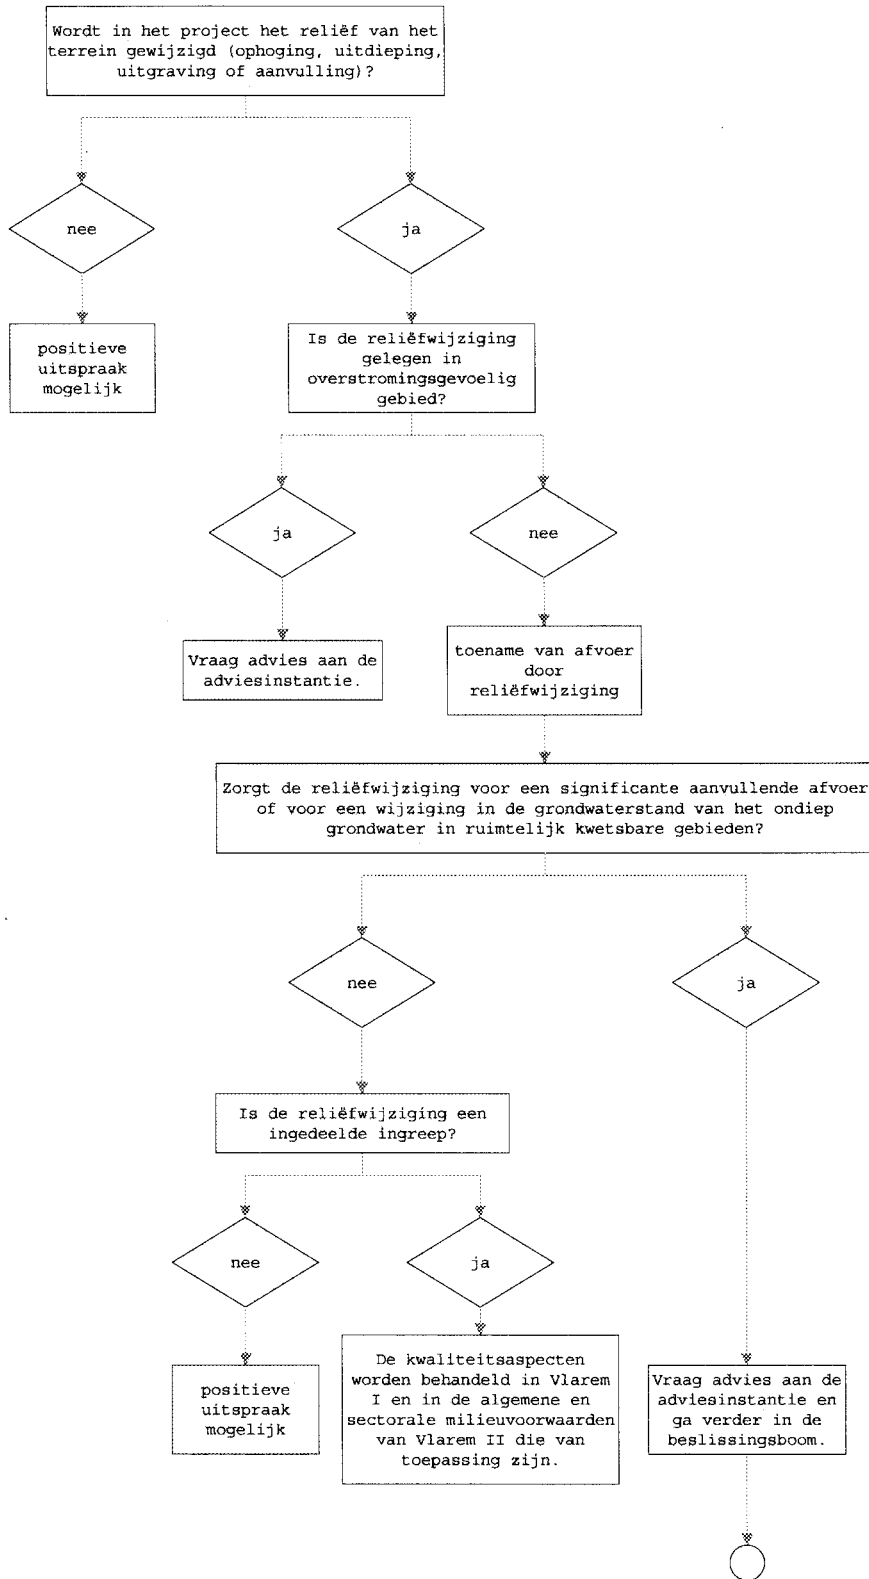 Wordt in het project het reliëf van het
terrein gewijzigd (ophoging, uitdieping,
uitgraving of aanvulling)?
nee
ja
positieve
uitspraak
mogelijk
Is de reliëfwijziging
gelegen in
overstromingsgevoelig
gebied?
ja
nee
Vraag advies aan de
adviesinstantie.
toename van afvoer
door
reliëfwijziging
Zorgt de reliëfwijziging voor een significante aanvullende afvoer
of voor een wijziging in de grondwaterstand van het ondiep
grondwater in ruimtelijk kwetsbare gebieden?
nee
ja
Is de reliëfwijziging een
ingedeelde ingreep?
nee
ja
positieve
uitspraak
mogelijk
De kwaliteitsaspecten
worden behandeld in Vlarem
I en in de algemene en
sectorale milieuvoorwaarden
van Vlarem II die van
toepassing zijn.
Vraag advies aan de
adviesinstantie en
ga verder in de
beslissingsboom.